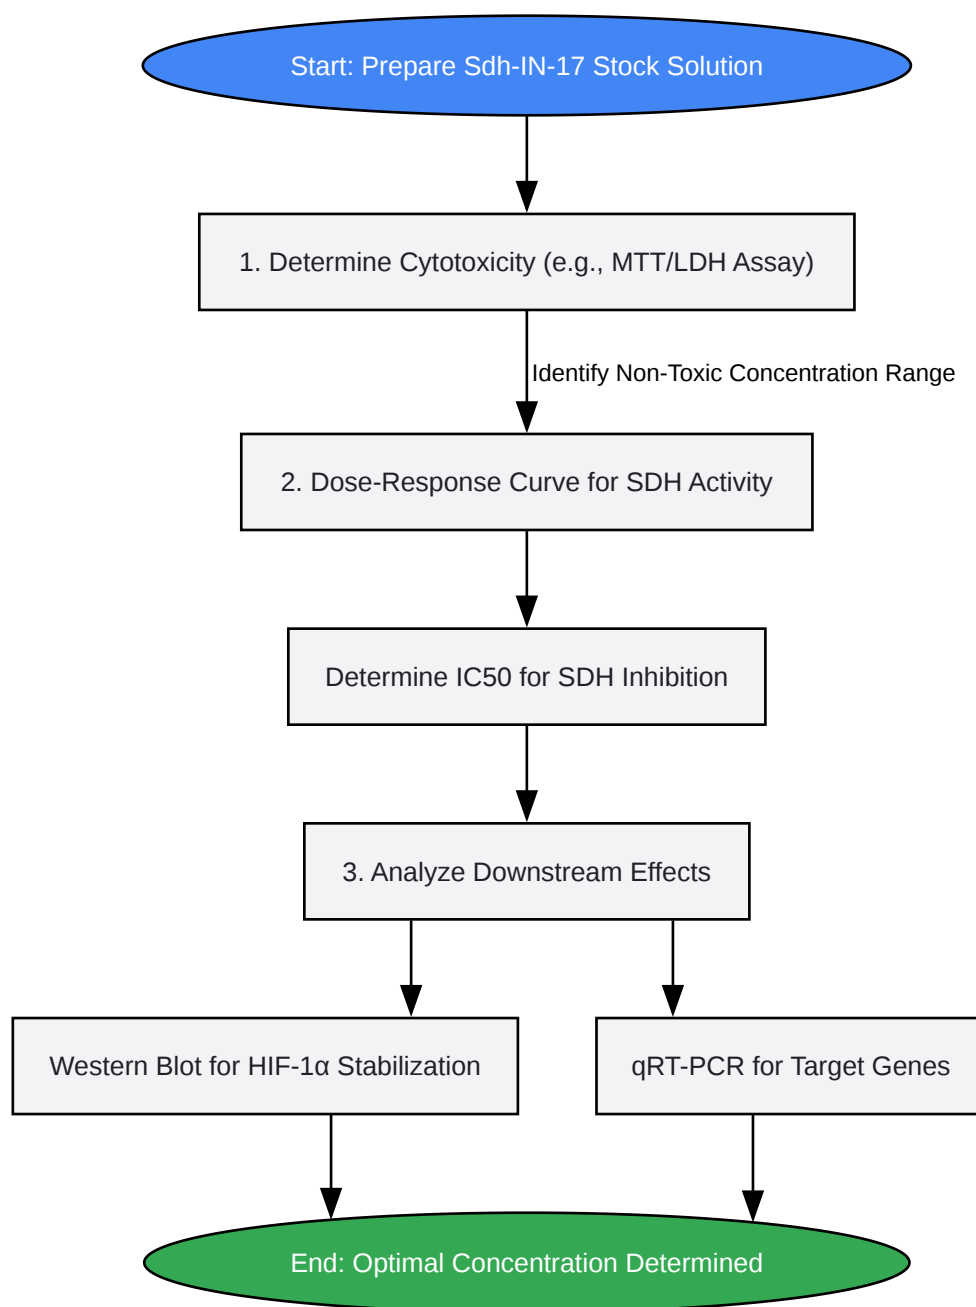 Start: Prepare Sdh-IN-17 Stock Solution
1. Determine Cytotoxicity (e.g., MTT/LDH Assay)
Identify Non-Toxic Concentration Range
2. Dose-Response Curve for SDH Activity
Determine IC50 for SDH Inhibition
3. Analyze Downstream Effects
Western Blot for HIF-1α Stabilization
qRT-PCR for Target Genes
End: Optimal Concentration Determined